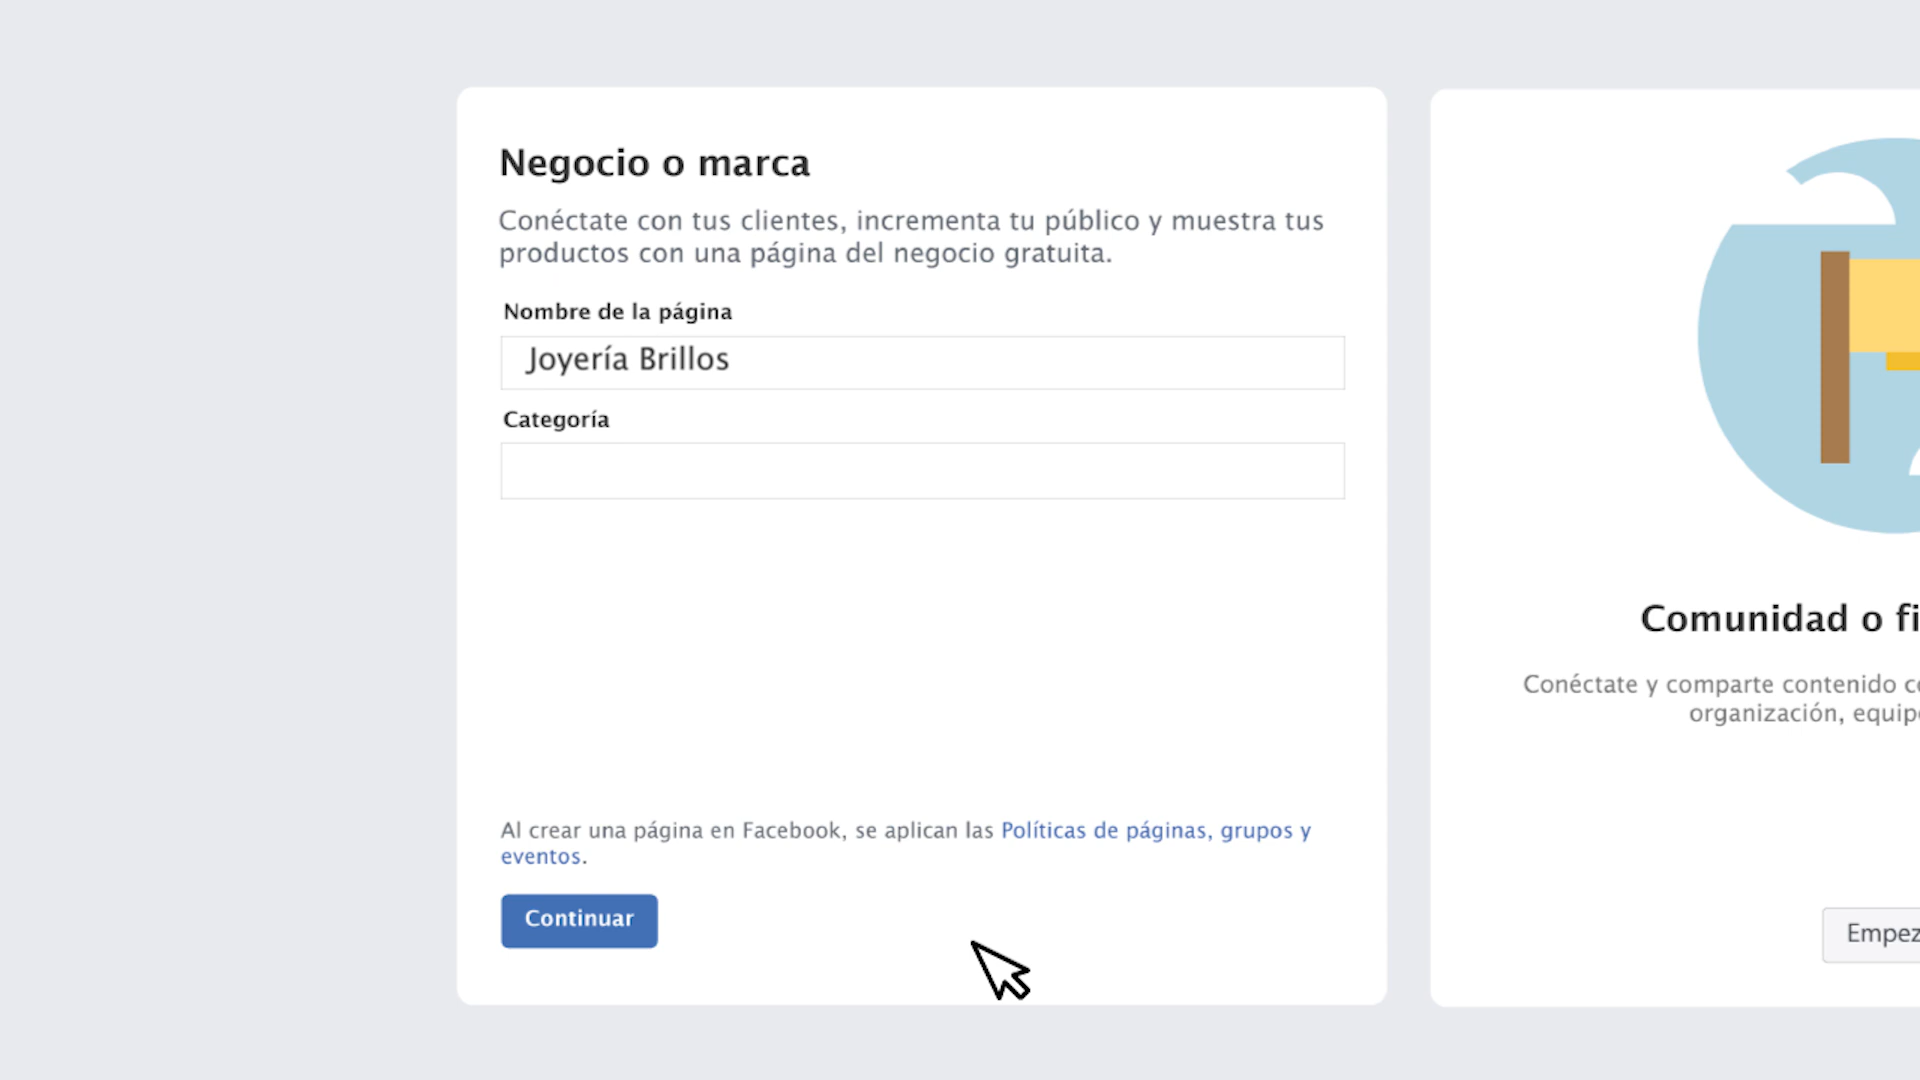 Negocio o marca
Conéctate con tus clientes, incrementa tu público y muestra tus
productos con una página del negocio gratuita.
Nombre de la página
Joyería Brillos
Categoría
Al crear una página en Facebook, se aplican las Políticas de páginas, grupos y
eventos.
Continuar
Comunidad o fi
Conéctate y comparte contenido c
organización, equip
Empez